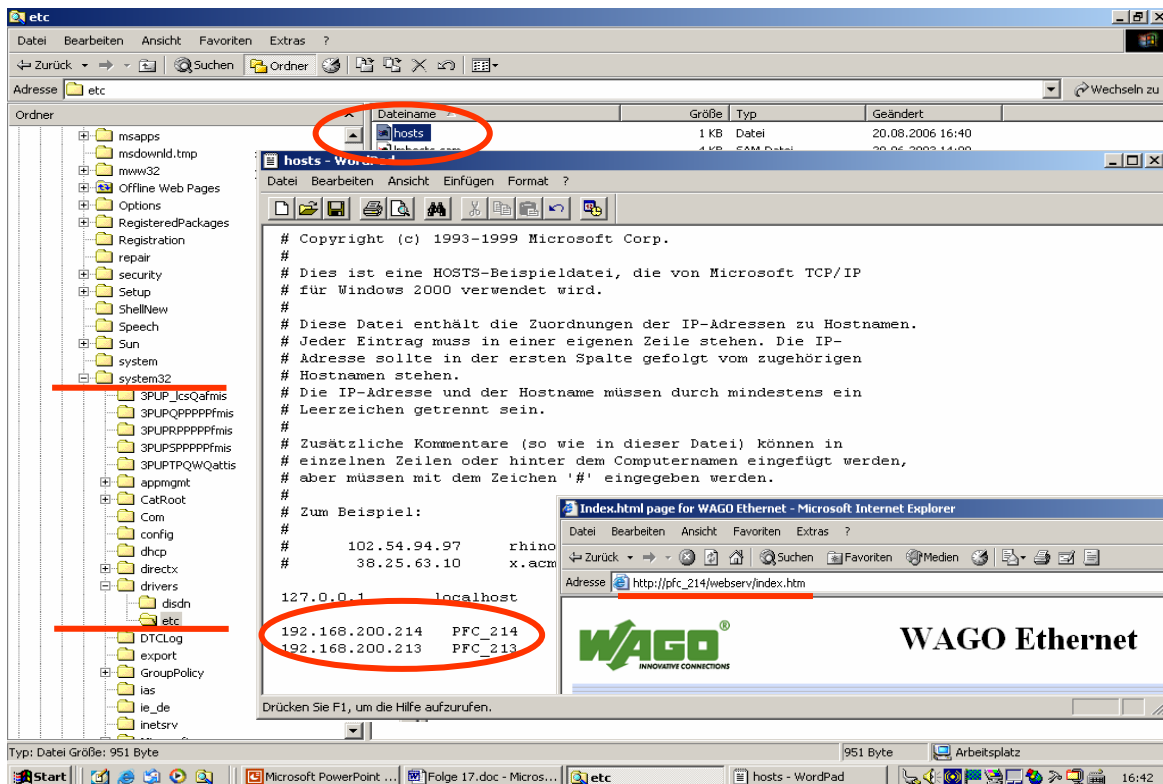 etc
Datei Bearbeiten Ansicht Favoriten Extras ?
Zurück Suchen Ordner
Adresse etc Wechseln zu
Ordner
msapps
msdownld.tmp
mww32
Offline Web Pages
Options
RegisteredPackages
Registration
repair
security
Setup
ShellNew
Speech
Sun
system
system32
3PUP_lcsQafmis
3PUPQPPPPPfmis
3PUPRPPPPPfmis
3PUPSPPPPPfmis
3PUPTPQWQattis
appmgmt
CatRoot
Com
config
dhcp
directx
drivers
disdn
etc
DTCLog
export
GroupPolicy
ias
ie_de
inetsrv
Dateiname Größe Typ Geändert
hosts 1 KB Datei 20.08.2006 16:40
hosts - WordPad
Datei Bearbeiten Ansicht Einfügen Format ?
# Copyright (c) 1993-1999 Microsoft Corp.
#
# Dies ist eine HOSTS-Beispieldatei, die von Microsoft TCP/IP
# für Windows 2000 verwendet wird.
#
# Diese Datei enthält die Zuordnungen der IP-Adressen zu Hostnamen.
# Jeder Eintrag muss in einer eigenen Zeile stehen. Die IP-
# Adresse sollte in der ersten Spalte gefolgt vom zugehörigen
# Hostnamen stehen.
# Die IP-Adresse und der Hostname müssen durch mindestens ein
# Leerzeichen getrennt sein.
#
# Zusätzliche Kommentare (so wie in dieser Datei) können in
# einzelnen Zeilen oder hinter dem Computernamen eingefügt werden,
# aber müssen mit dem Zeichen '#' eingegeben werden.
#
# Zum Beispiel:
#
# 102.54.94.97 rhino
# 38.25.63.10 x.acm
127.0.0.1 localhost
192.168.200.214 PFC_214
192.168.200.213 PFC_213
Drücken Sie F1, um die Hilfe aufzurufen.
Index.html page for WAGO Ethernet - Microsoft Internet Explorer
Datei Bearbeiten Ansicht Favoriten Extras ?
Zurück Suchen Favoriten Medien
Adresse http://pfc_214/webserv/index.htm
WAGO®
INNOVATIVE CONNECTIONS
WAGO Ethernet
Typ: Datei Größe: 951 Byte 951 Byte Arbeitsplatz
Start Microsoft PowerPoint ... Folge 17.doc - Micros... etc hosts - WordPad 16:42